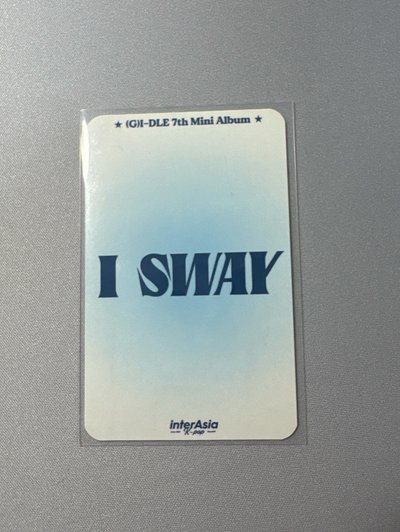 ★ (G)I-DLE 7th Mini Album ★
I SWAY
interAsia
K-pop